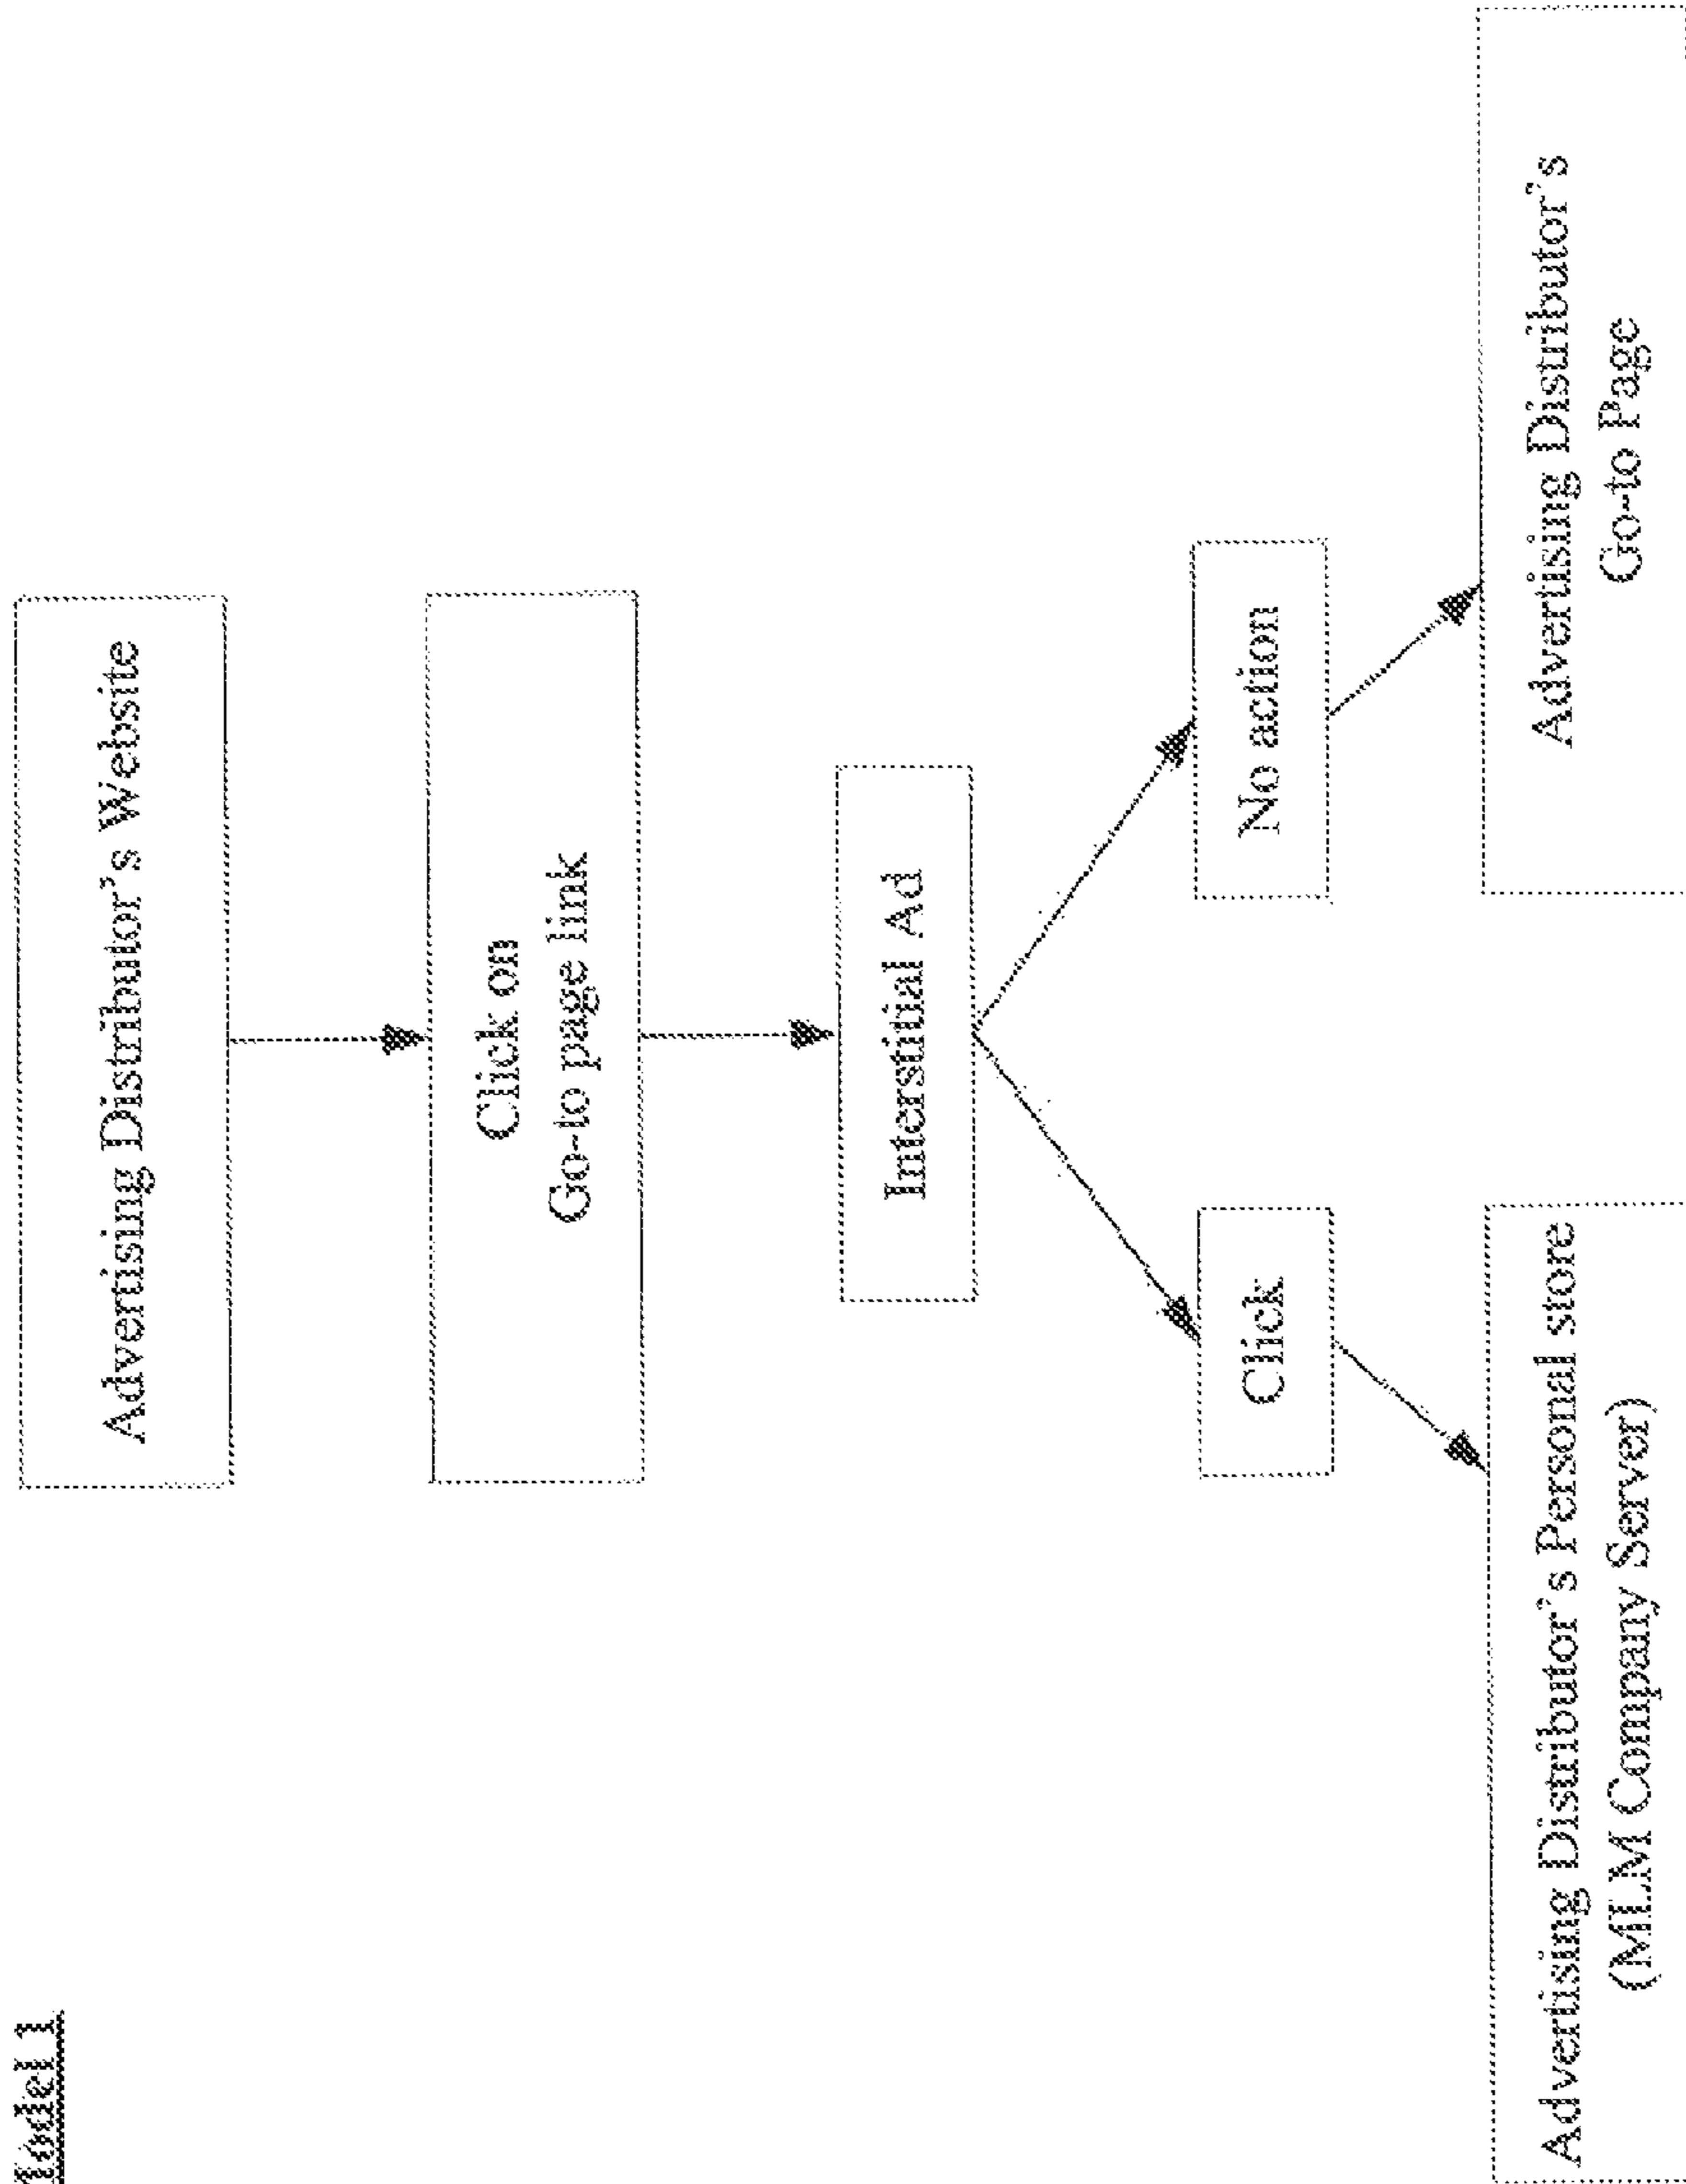 Model 1
Advertising Distributor's Website
Click on
Go-to page link
Interstitial Ad
Click
No action
Advertising Distributor's Personal store
(MLM Company Server)
Advertising Distributor's
Go-to Page